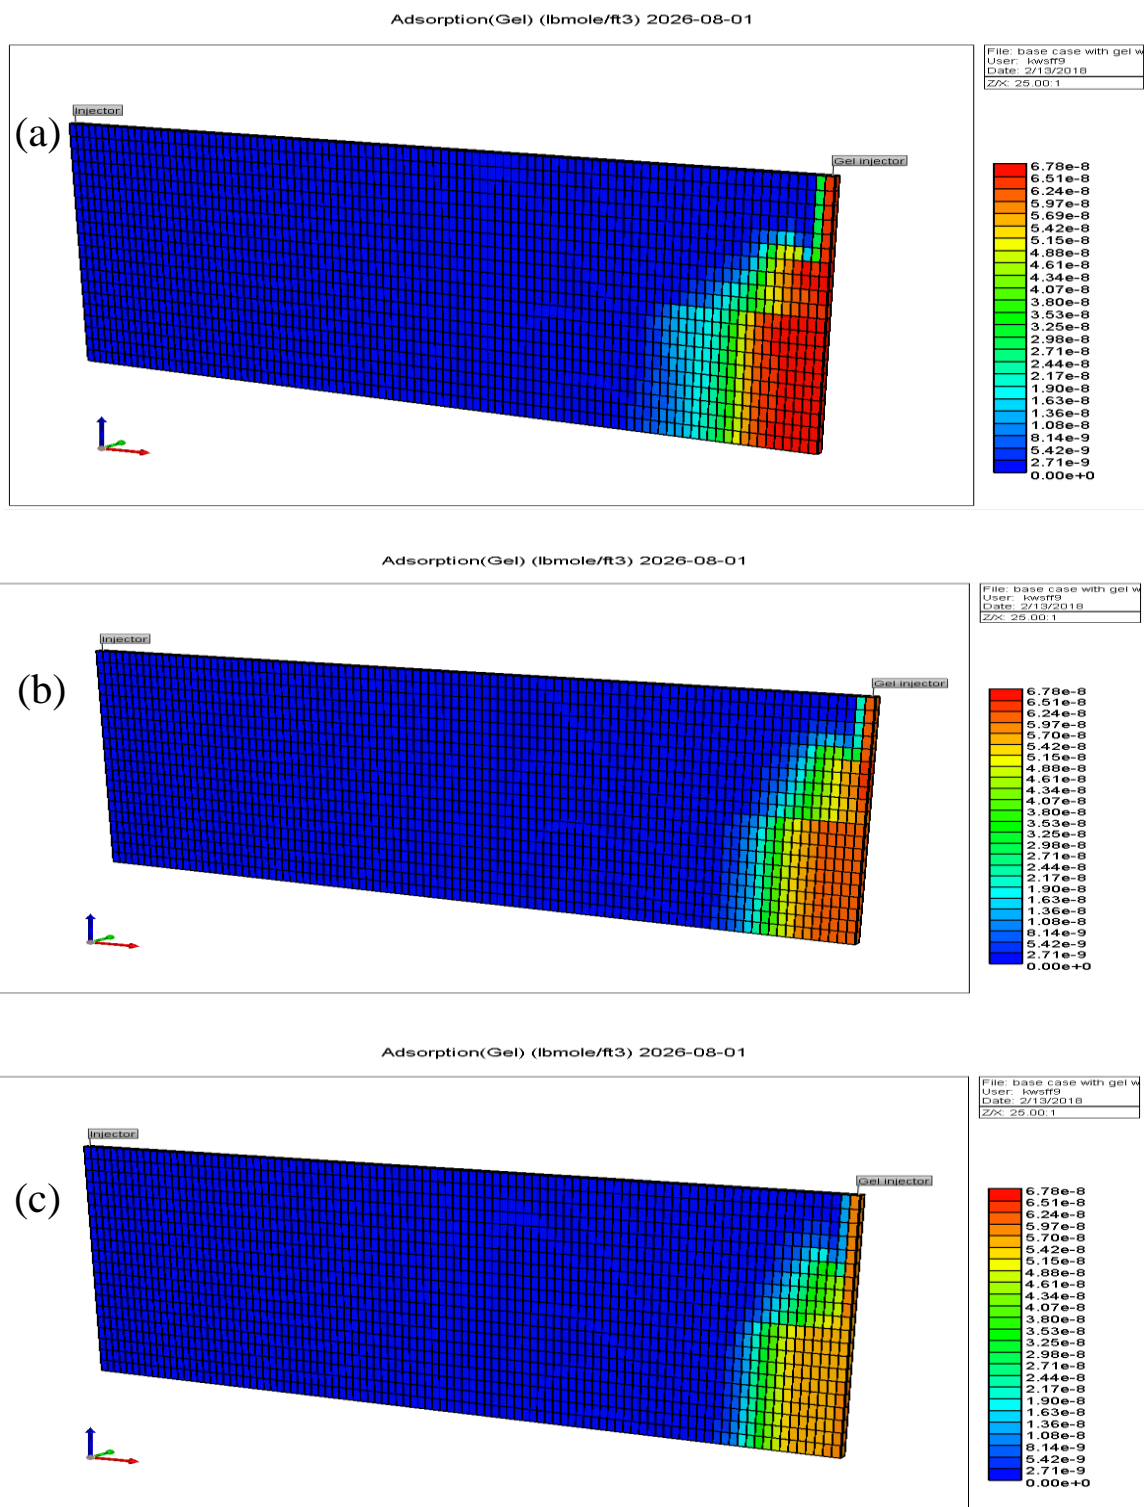 Adsorption(Gel) (lbmole/ft3) 2026-08-01
File: base case with gel w
User: kwsff9
Date: 2/13/2018
Z/X: 25.00:1
Injector
(a)
Gel injector
6.78e-8
6.51e-8
6.24e-8
5.97e-8
5.69e-8
5.42e-8
5.15e-8
4.88e-8
4.61e-8
4.34e-8
4.07e-8
3.80e-8
3.53e-8
3.25e-8
2.98e-8
2.71e-8
2.44e-8
2.17e-8
1.90e-8
1.63e-8
1.36e-8
1.08e-8
8.14e-9
5.42e-9
2.71e-9
0.00e+0
Adsorption(Gel) (lbmole/ft3) 2026-08-01
File: base case with gel w
User: kwsff9
Date: 2/13/2018
Z/X: 25.00:1
Injector
(b)
Gel injector
6.78e-8
6.51e-8
6.24e-8
5.97e-8
5.70e-8
5.42e-8
5.15e-8
4.88e-8
4.61e-8
4.34e-8
4.07e-8
3.80e-8
3.53e-8
3.25e-8
2.98e-8
2.71e-8
2.44e-8
2.17e-8
1.90e-8
1.63e-8
1.36e-8
1.08e-8
8.14e-9
5.42e-9
2.71e-9
0.00e+0
Adsorption(Gel) (lbmole/ft3) 2026-08-01
File: base case with gel w
User: kwsff9
Date: 2/13/2018
Z/X: 25.00:1
Injector
(c)
Gel injector
6.78e-8
6.51e-8
6.24e-8
5.97e-8
5.70e-8
5.42e-8
5.15e-8
4.88e-8
4.61e-8
4.34e-8
4.07e-8
3.80e-8
3.53e-8
3.25e-8
2.98e-8
2.71e-8
2.44e-8
2.17e-8
1.90e-8
1.63e-8
1.36e-8
1.08e-8
8.14e-9
5.42e-9
2.71e-9
0.00e+0